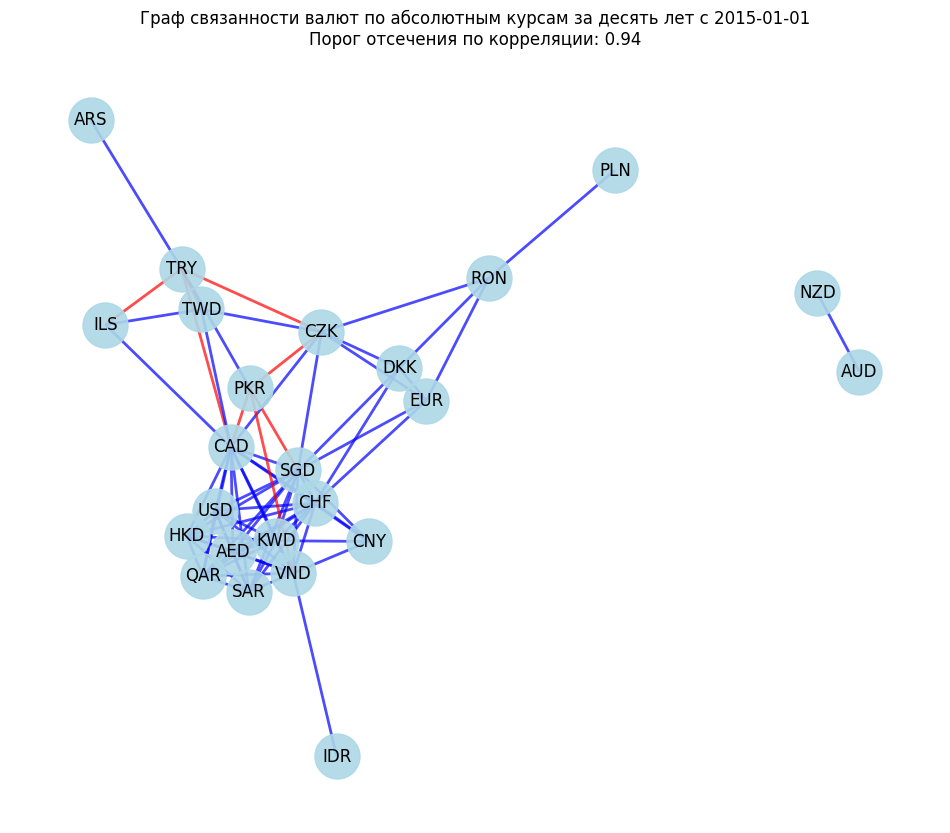 Граф связанности валют по абсолютным курсам за десять лет с 2015-01-01
Порог отсечения по корреляции: 0.94
ARS
PLN
TRY
RON
NZD
TWD
ILS
CZK
DKK
AUD
PKR
EUR
CAD
SGD
CHF
USD
HKD
KWD
CNY
AED
QAR
VND
SAR
IDR